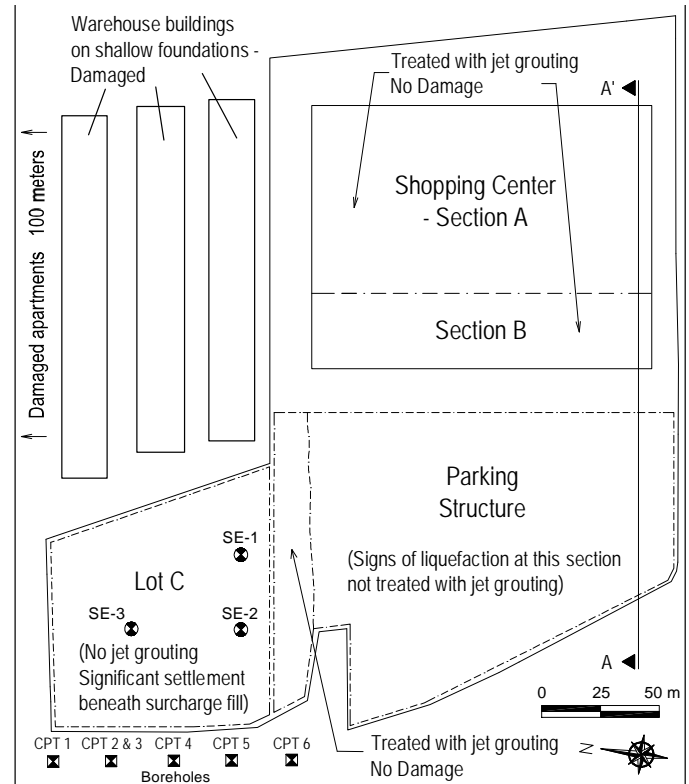 Warehouse buildings
on shallow foundations -
Damaged
Treated with jet grouting
No Damage
A'
Damaged apartments 100 meters
Shopping Center
- Section A
Section B
Parking
Structure
(Signs of liquefaction at this section
not treated with jet grouting)
SE-1
Lot C
SE-3
SE-2
(No jet grouting
Significant settlement
beneath surcharge fill)
A
0 25 50 m
CPT 1 CPT 2 & 3 CPT 4 CPT 5 CPT 6
Boreholes
Treated with jet grouting
No Damage
N